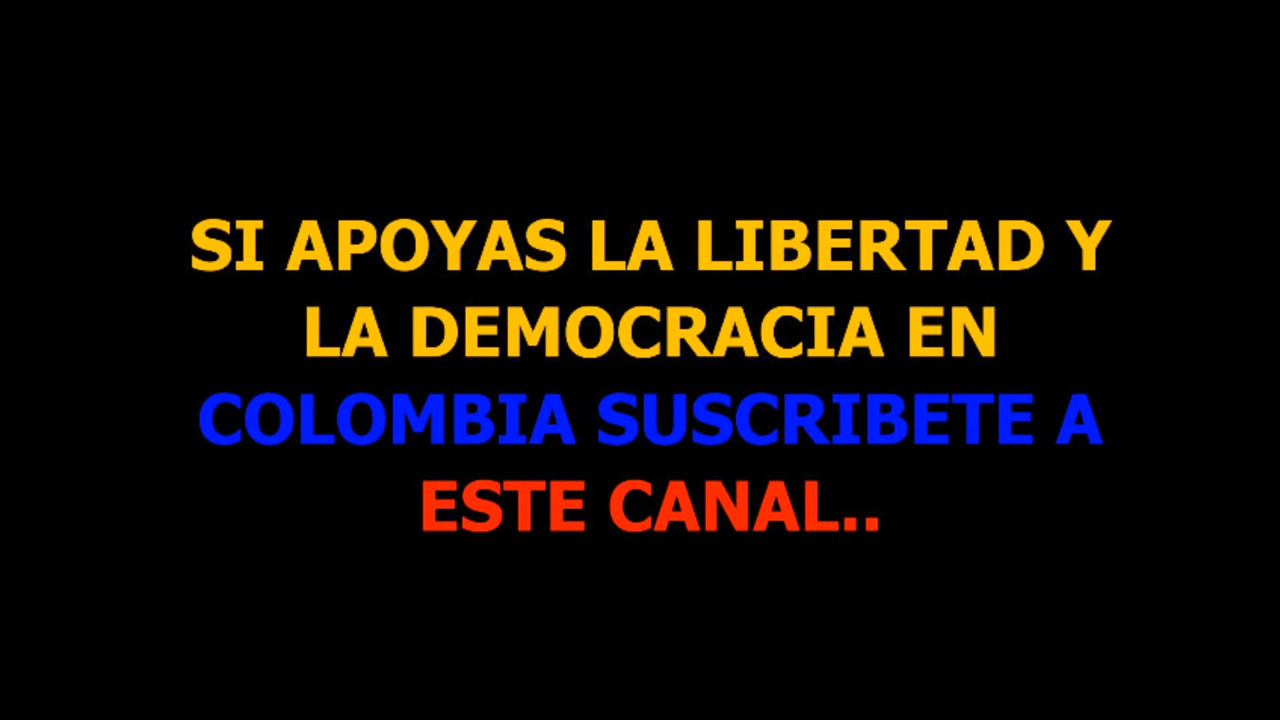 SI APOYAS LA LIBERTAD Y
LA DEMOCRACIA EN
COLOMBIA SUSCRIBETE A
ESTE CANAL..